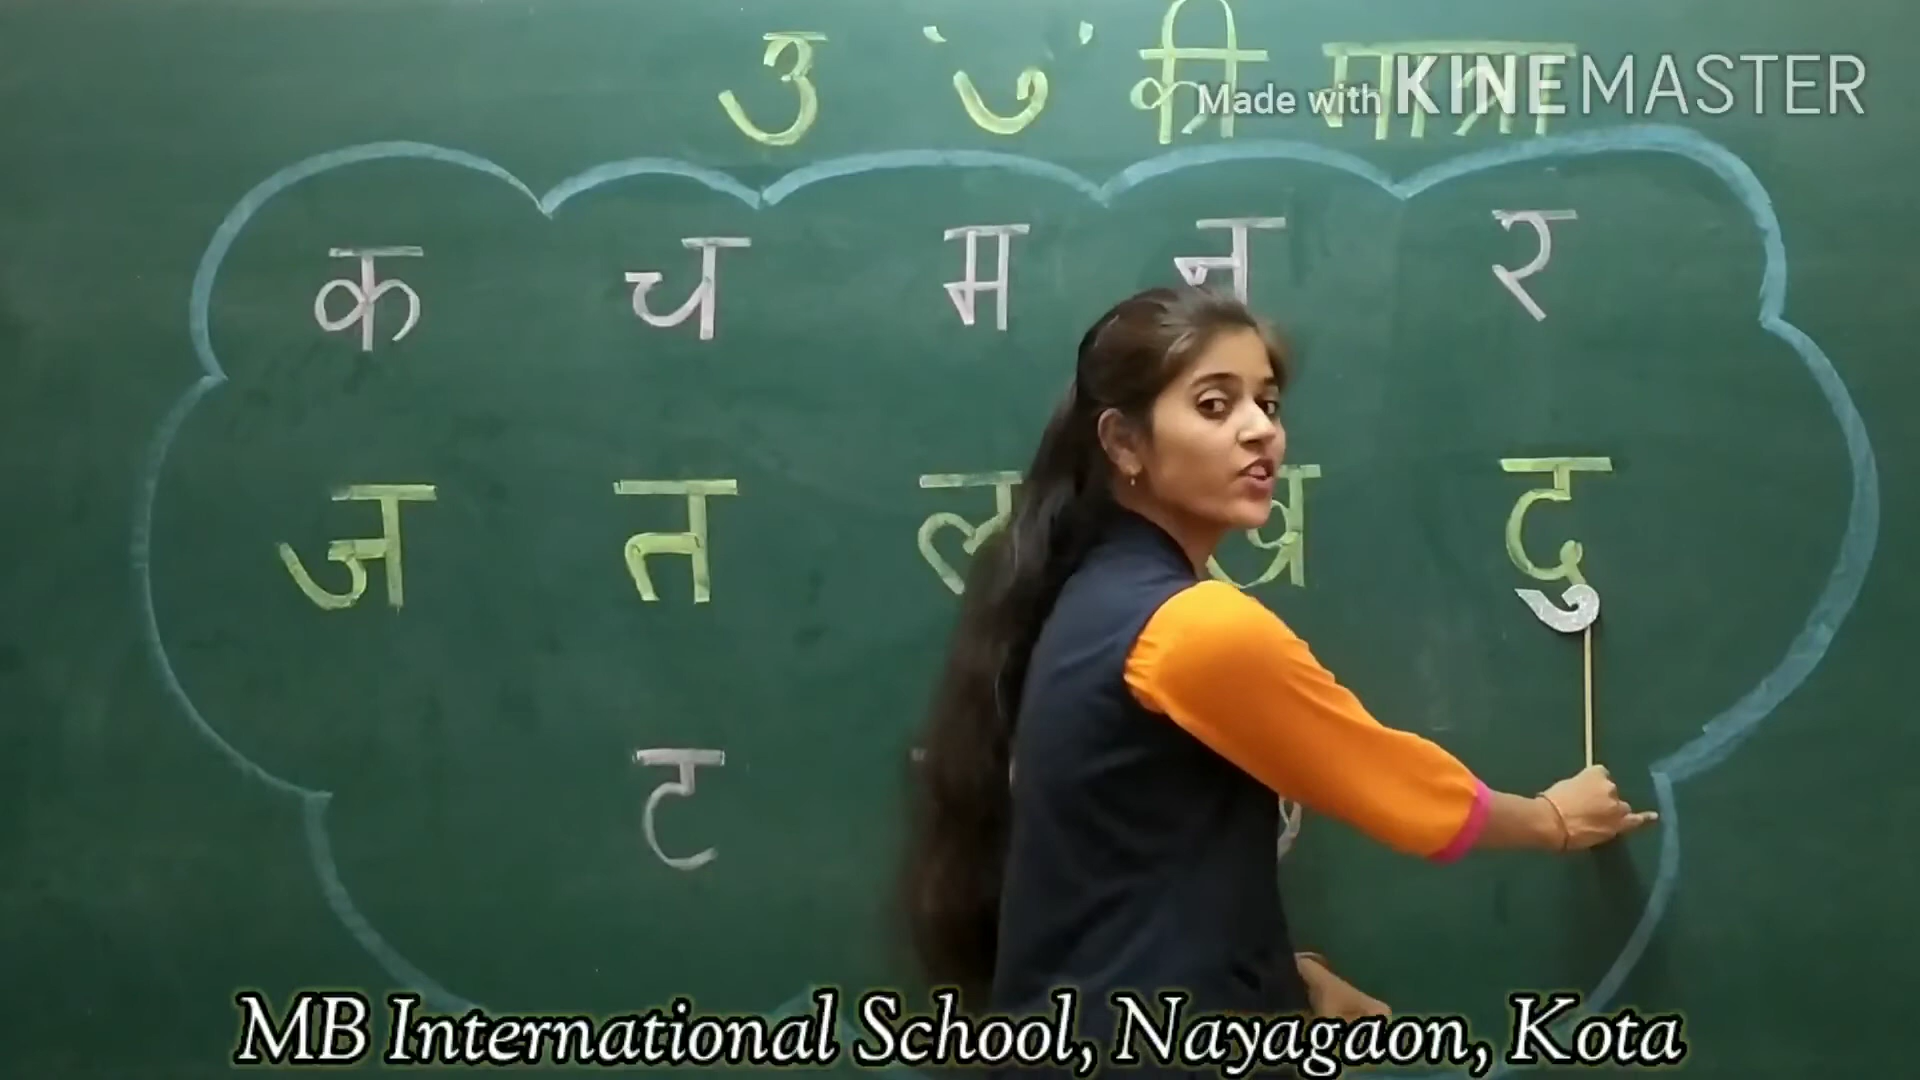 उ ु की मात्रा
Made with KINEMASTER
क च म न र
ज त ल दु
ट
MB International School, Nayagaon, Kota